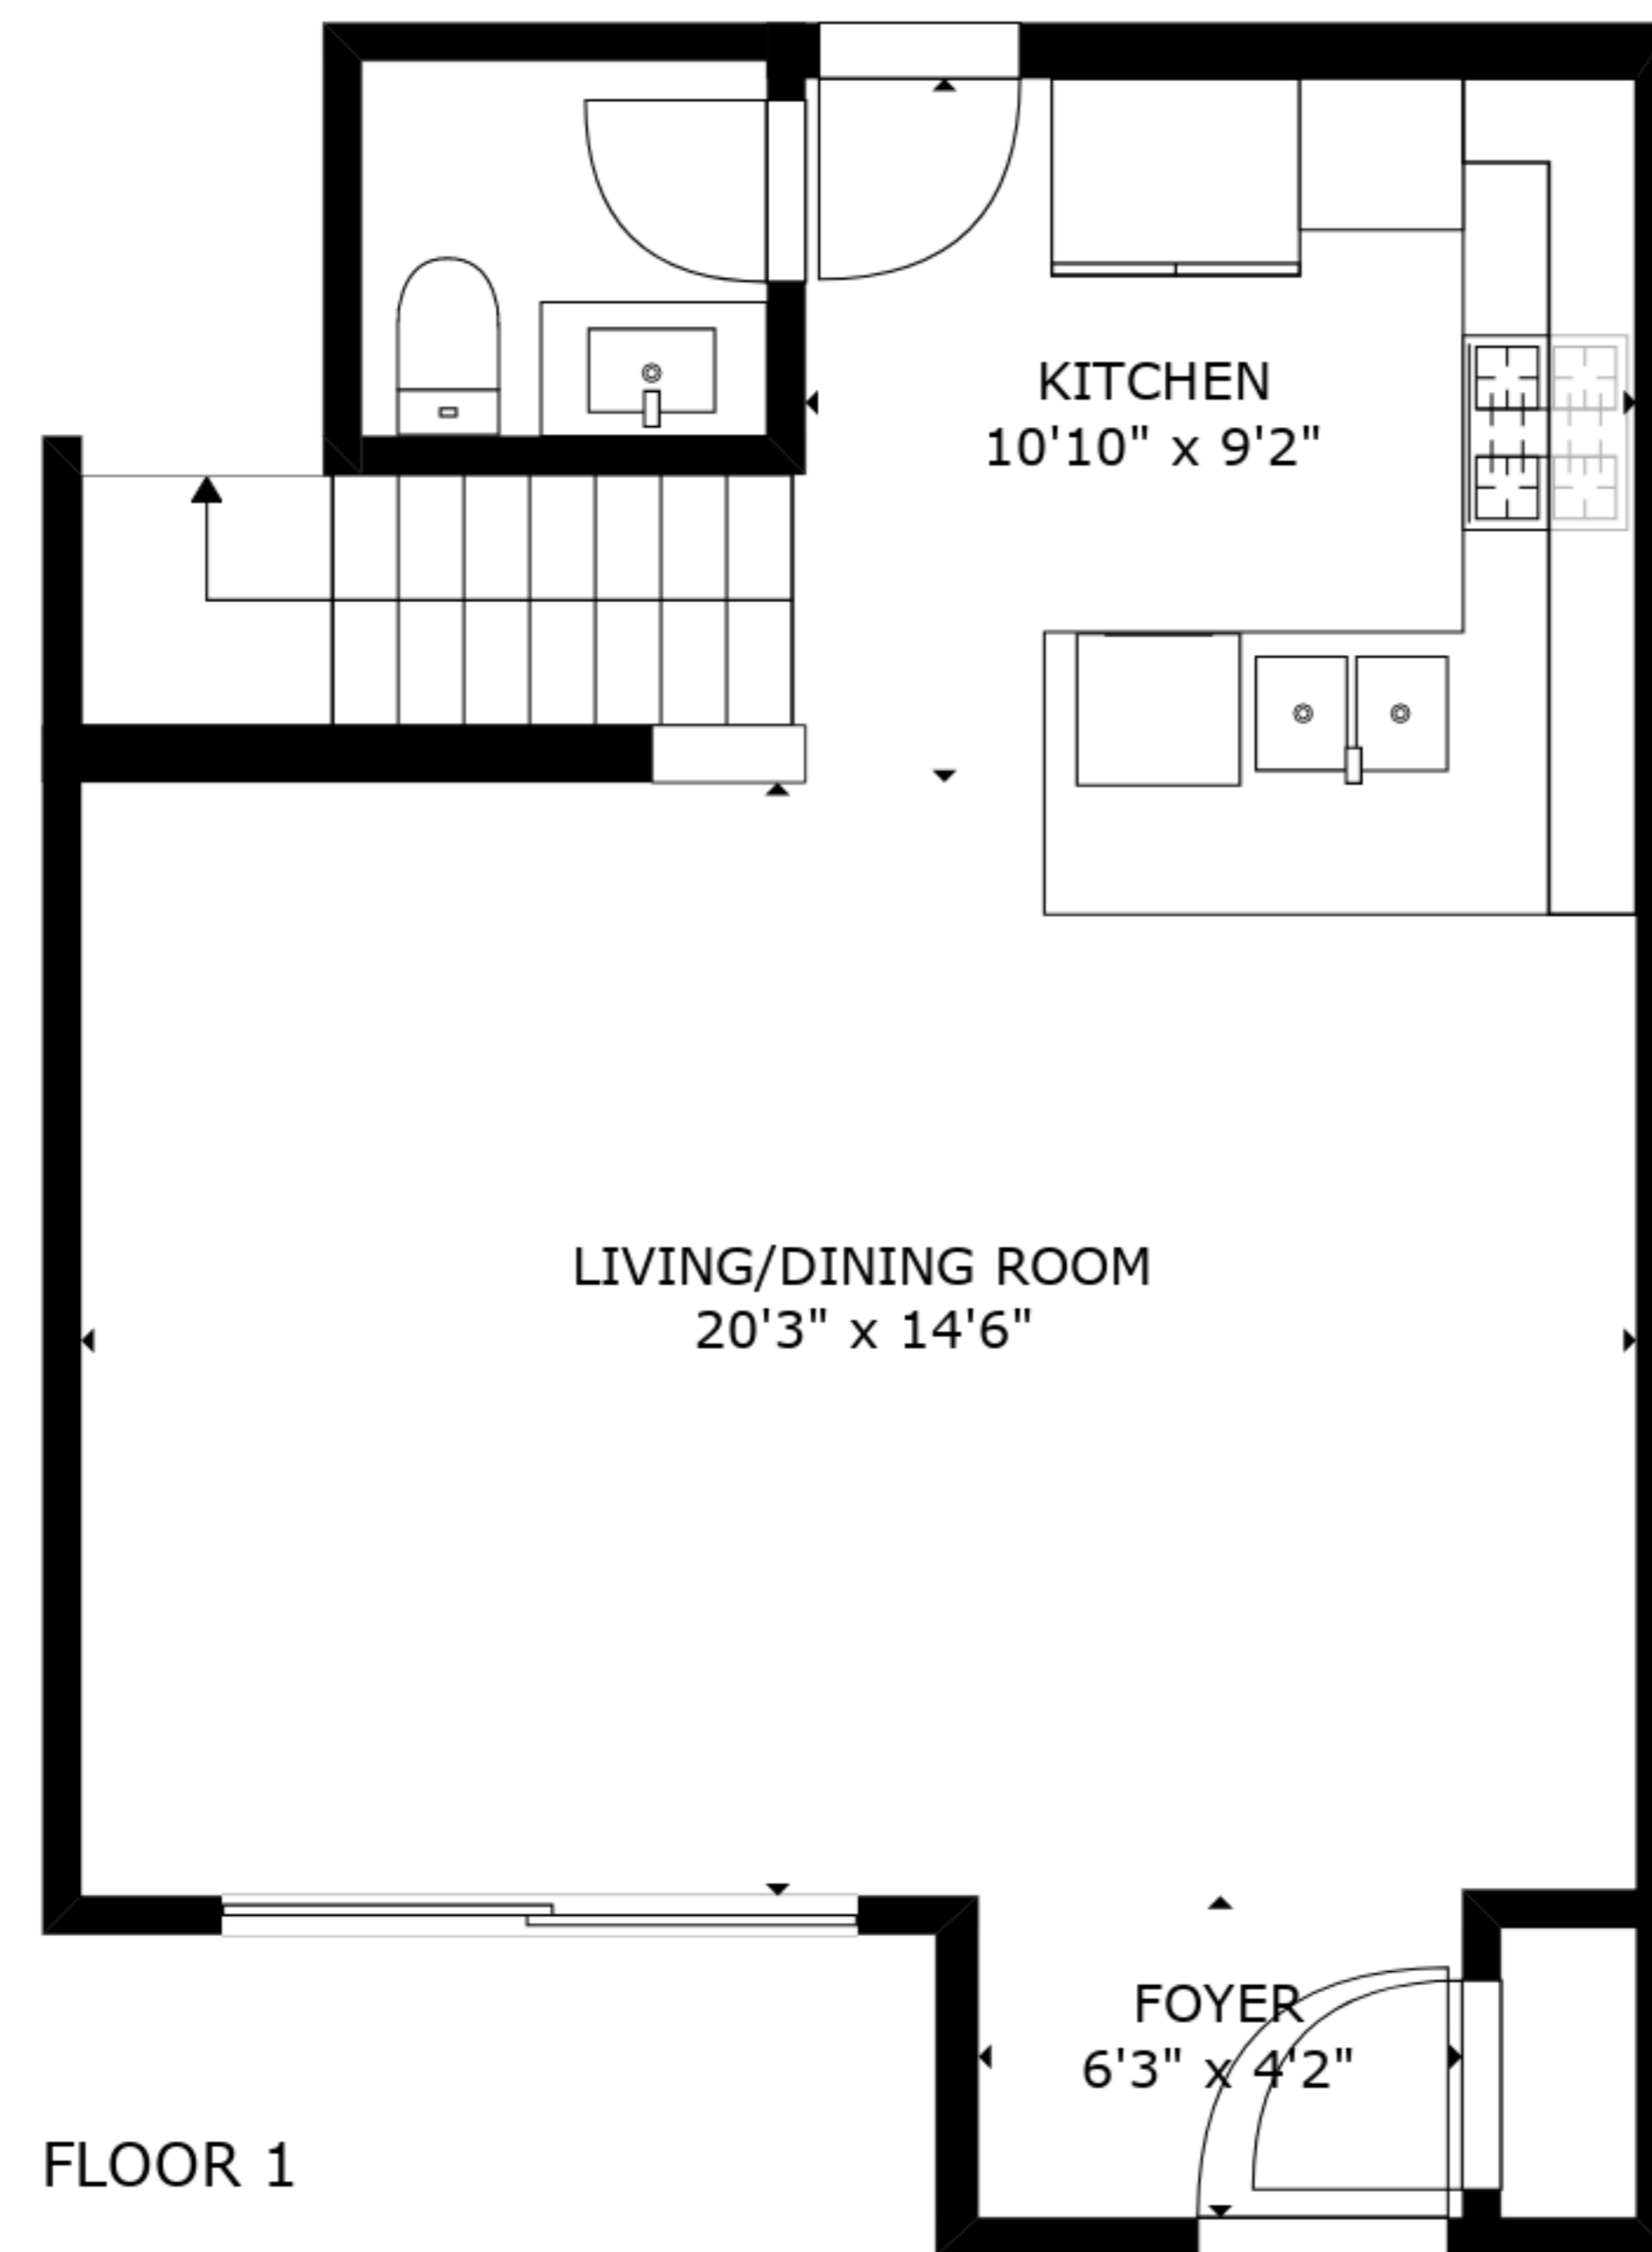 KITCHEN
10'10" x 9'2"
LIVING/DINING ROOM
20'3" x 14'6"
FOYER
6'3" x 4'2"
FLOOR 1